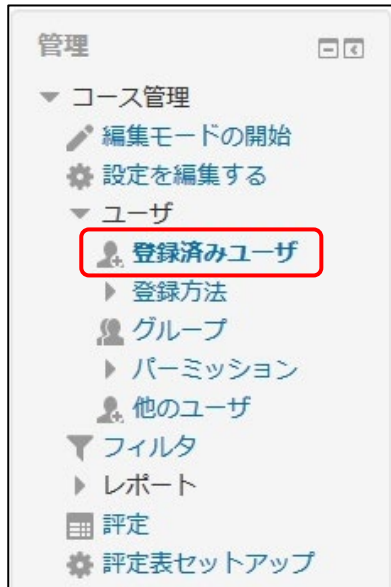 管理
コース管理
編集モードの開始
設定を編集する
ユーザ
登録済みユーザ
登録方法
グループ
パーミッション
他のユーザ
フィルタ
レポート
評定
評定表セットアップ